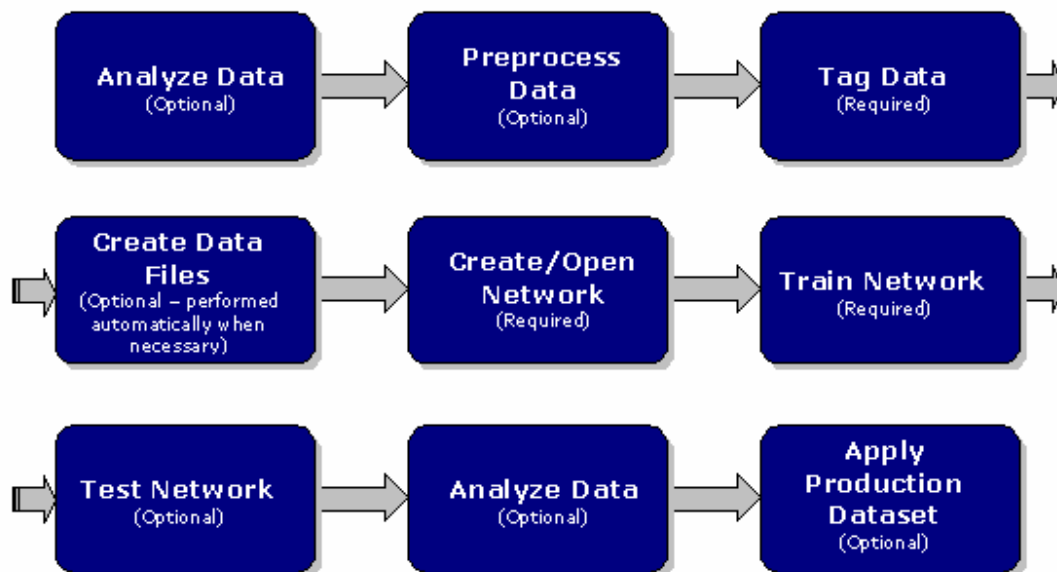 Analyze Data
(Optional)
Preprocess
Data
(Optional)
Tag Data
(Required)
Create Data
Files
(Optional – performed
automatically when
necessary)
Create/Open
Network
(Required)
Train Network
(Required)
Test Network
(Optional)
Analyze Data
(Optional)
Apply
Production
Dataset
(Optional)